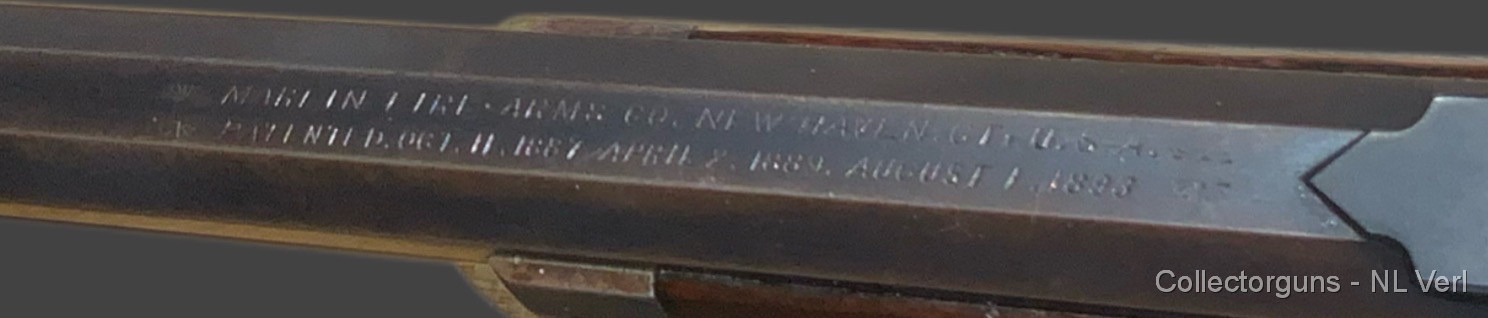 MARLIN FIRE-ARMS CO. NEW HAVEN. CT. U.S.A.
PATENTED. OCT. 11. 1887. APRIL 2. 1889. AUGUST 1. 1893
Collectorguns - NL Verl